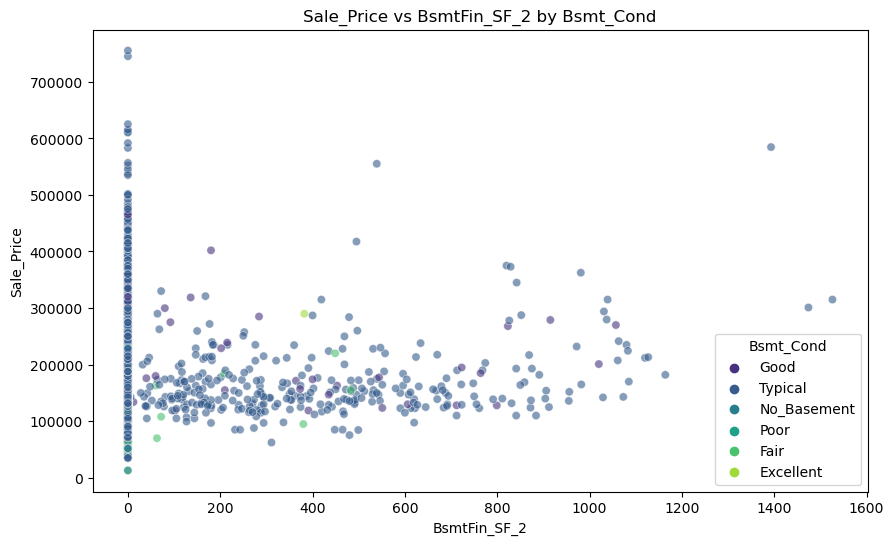 Sale_Price vs BsmtFin_SF_2 by Bsmt_Cond
Sale_Price
700000
600000
500000
400000
300000
200000
100000
0
Bsmt_Cond
Good
Typical
No_Basement
Poor
Fair
Excellent
0 200 400 600 800 1000 1200 1400 1600
BsmtFin_SF_2